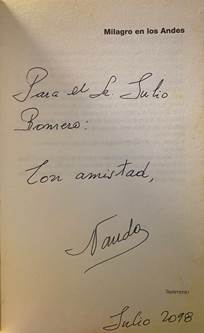 Milagro en los Andes
Para el Sr. Julio
Romero:
Con amistad,
Nando
Julio 2018